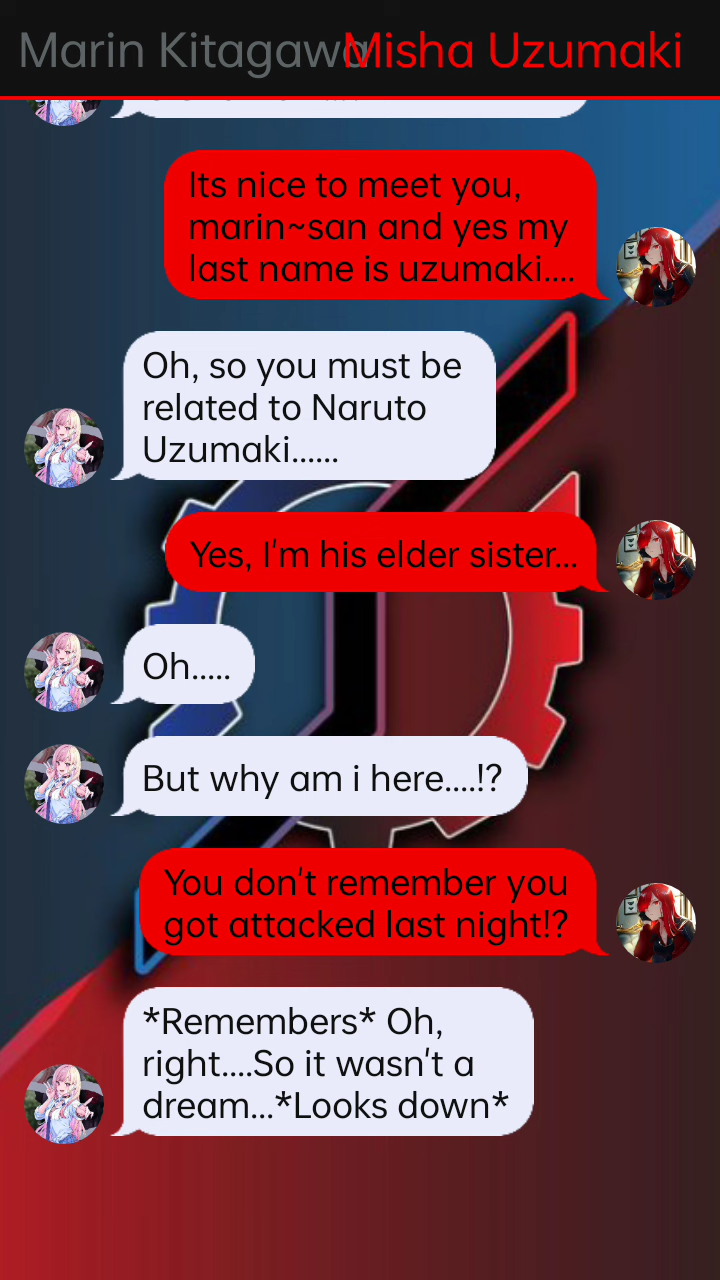 Marin Kitagawa
Misha Uzumaki
Its nice to meet you,
marin~san and yes my
last name is uzumaki....
Oh, so you must be
related to Naruto
Uzumaki......
Yes, I'm his elder sister...
Oh.....
But why am i here....!?
You don't remember you
got attacked last night!?
*Remembers* Oh,
right....So it wasn't a
dream...*Looks down*